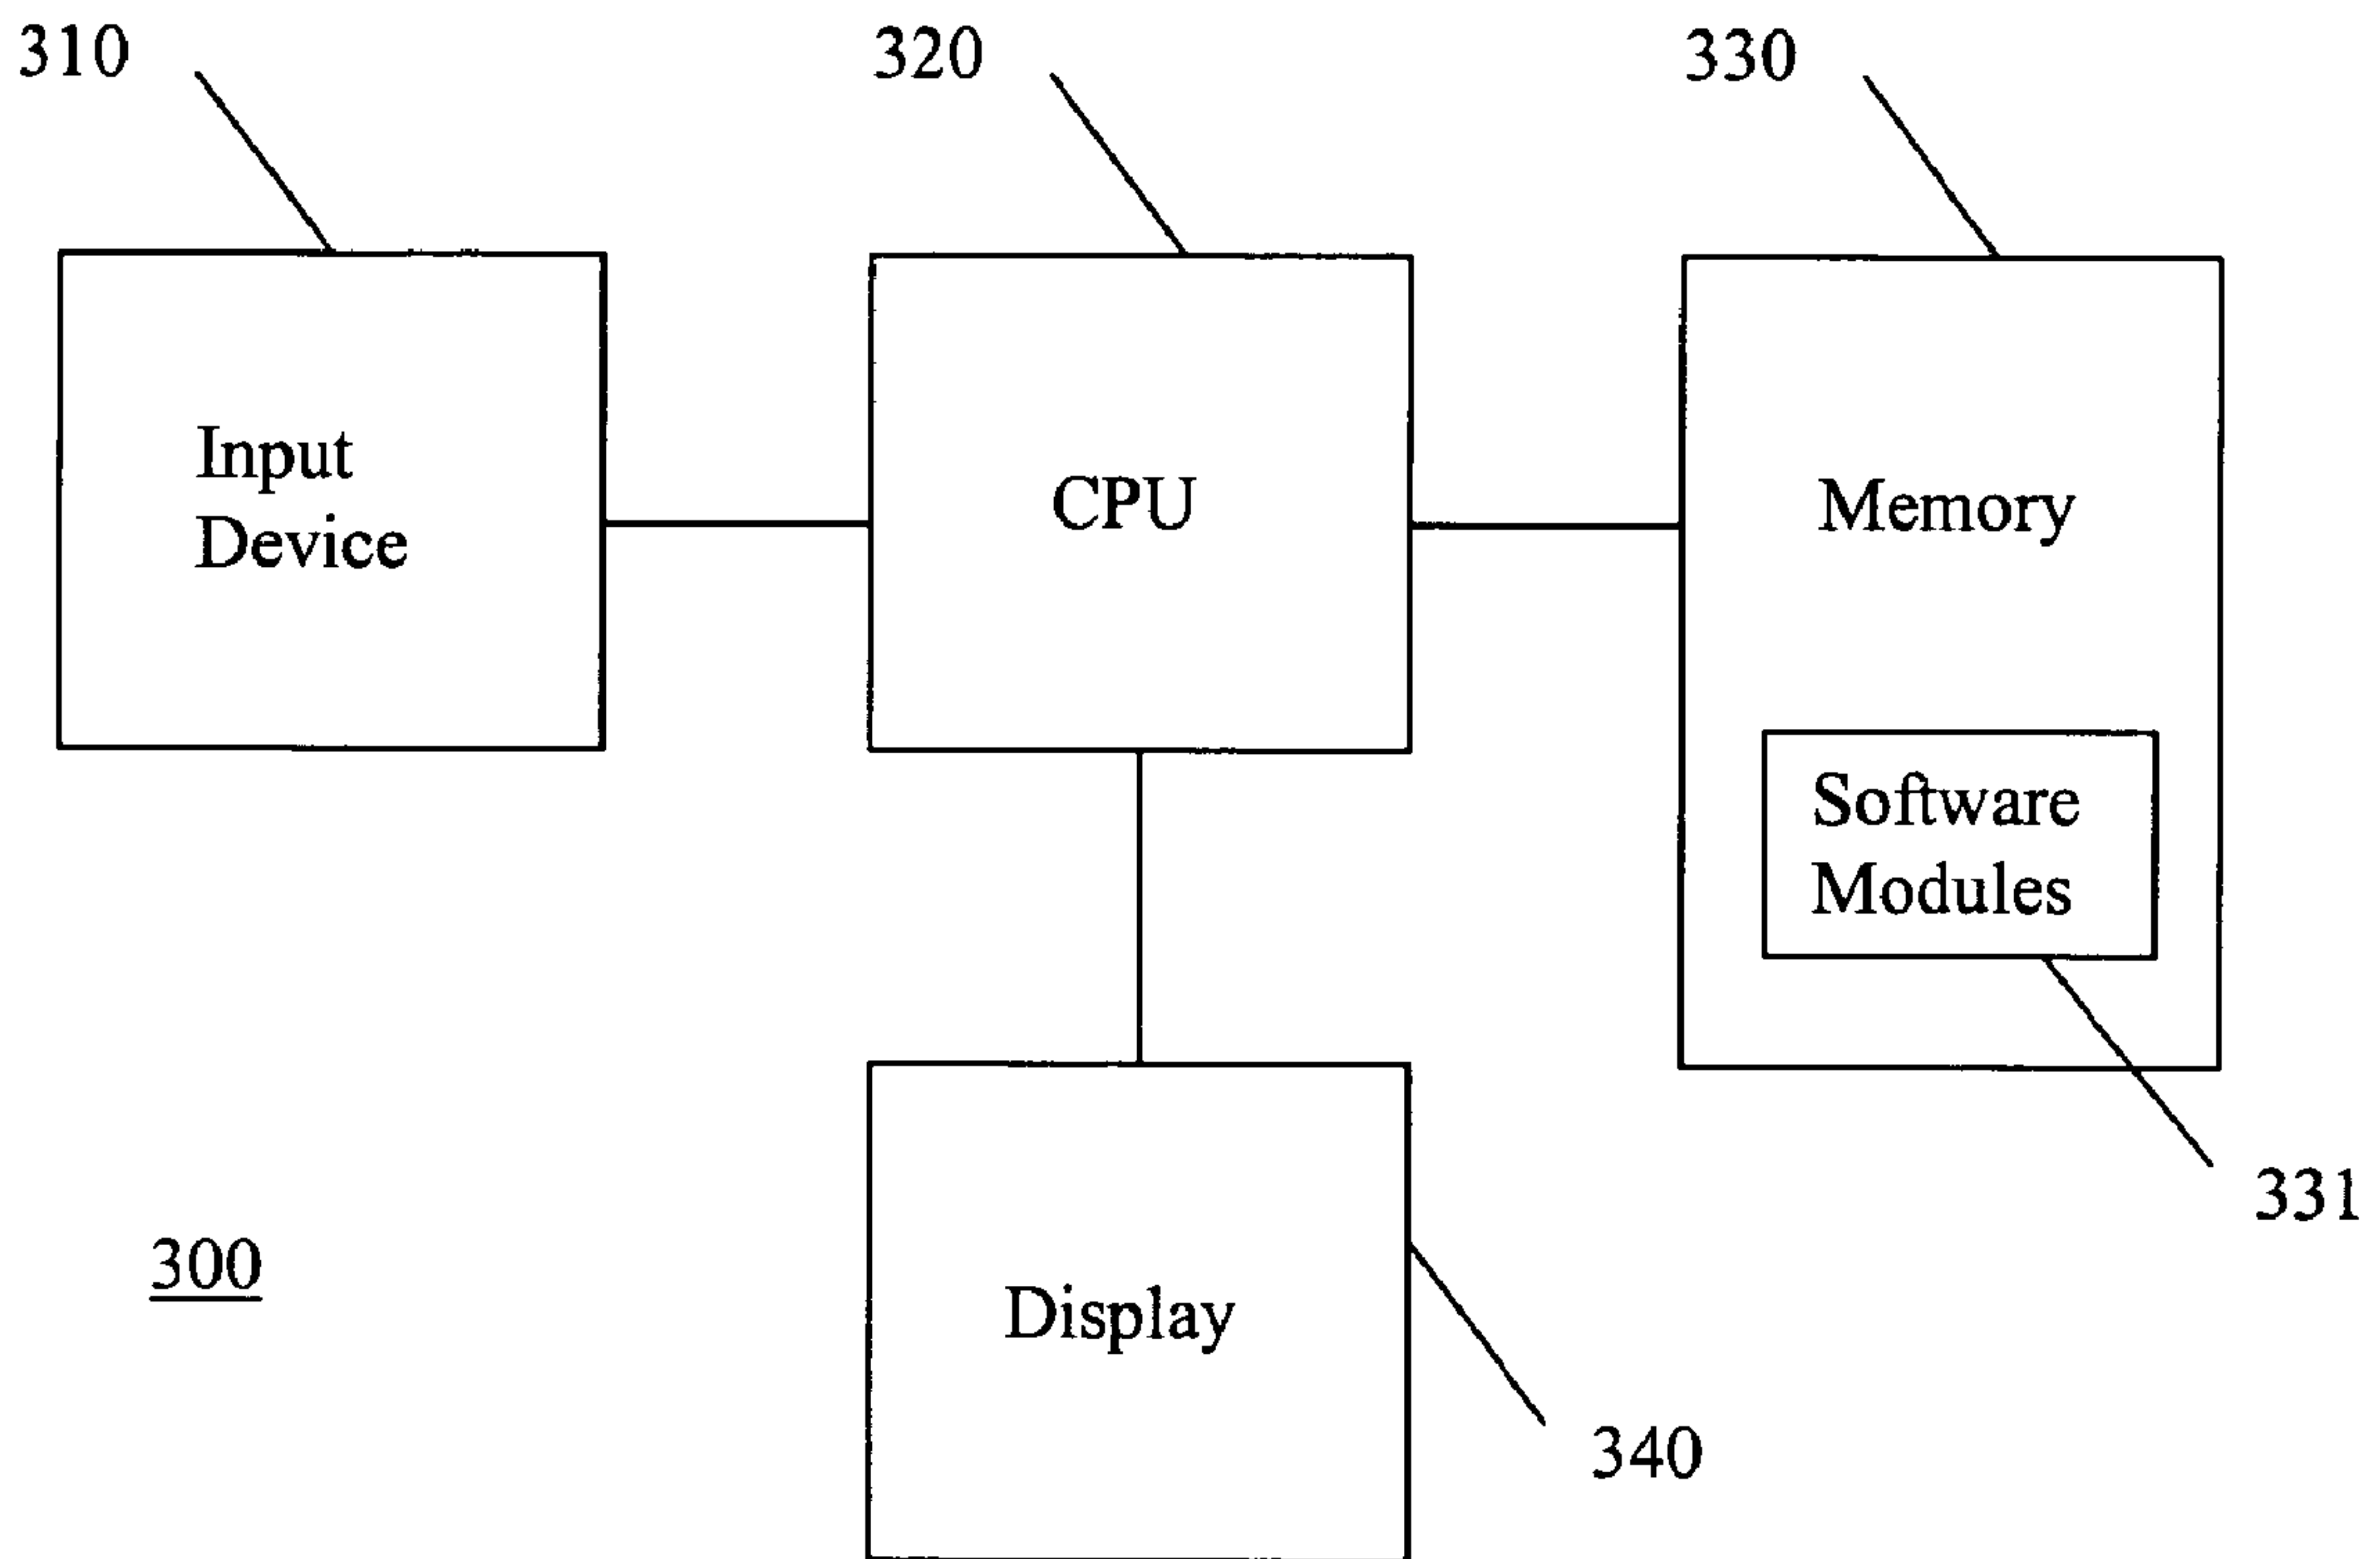 310
320
330
Input
Device
CPU
Memory
Software
Modules
331
300
Display
340